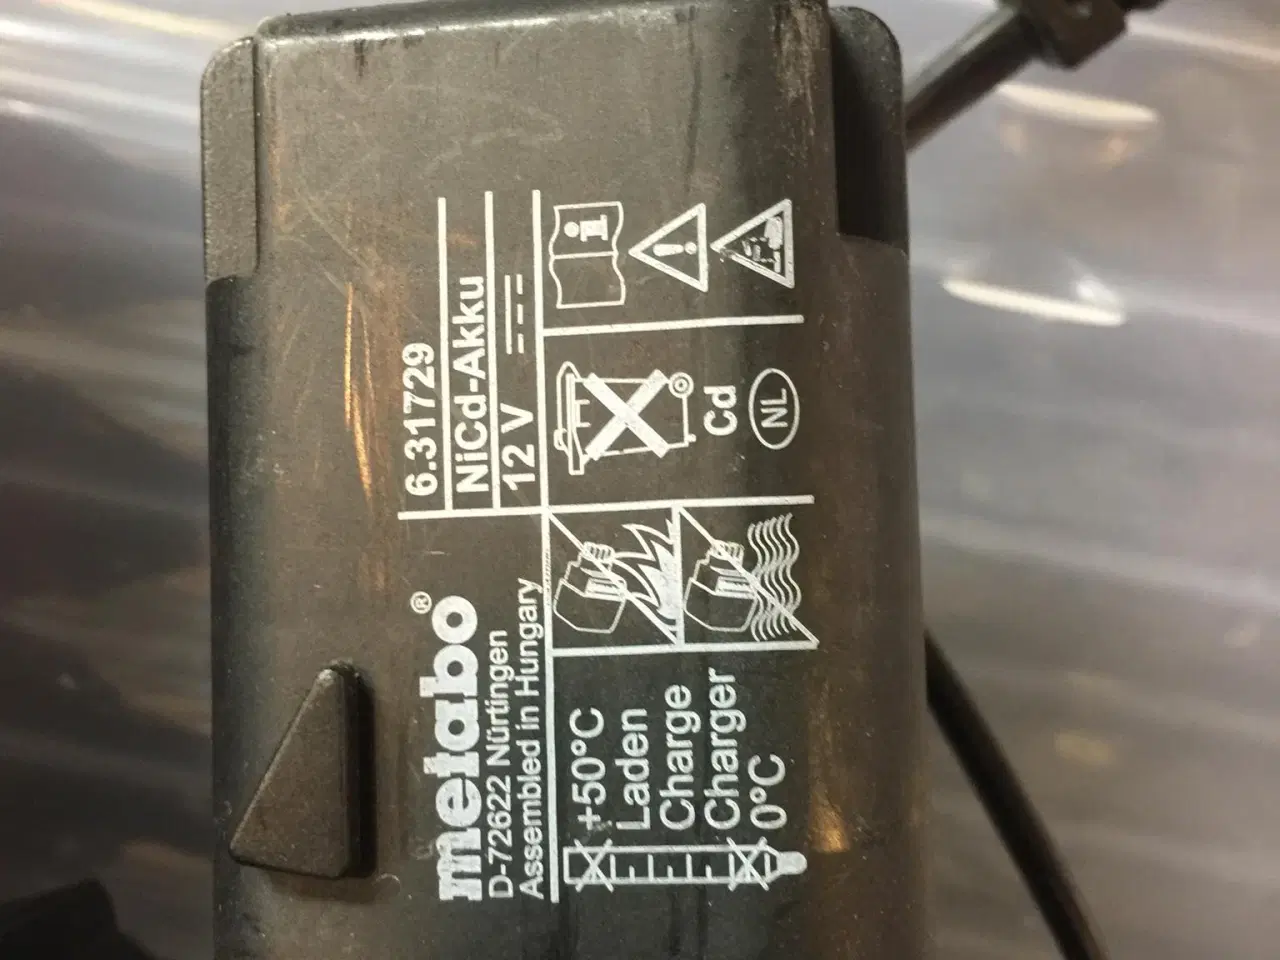 metabo®
D-72622 Nürtingen
Assembled in Hungary
6.31729
NiCd-Akku
12 V
+50°C
Laden
Charge
Charger
0°C
Cd
NL
i
!